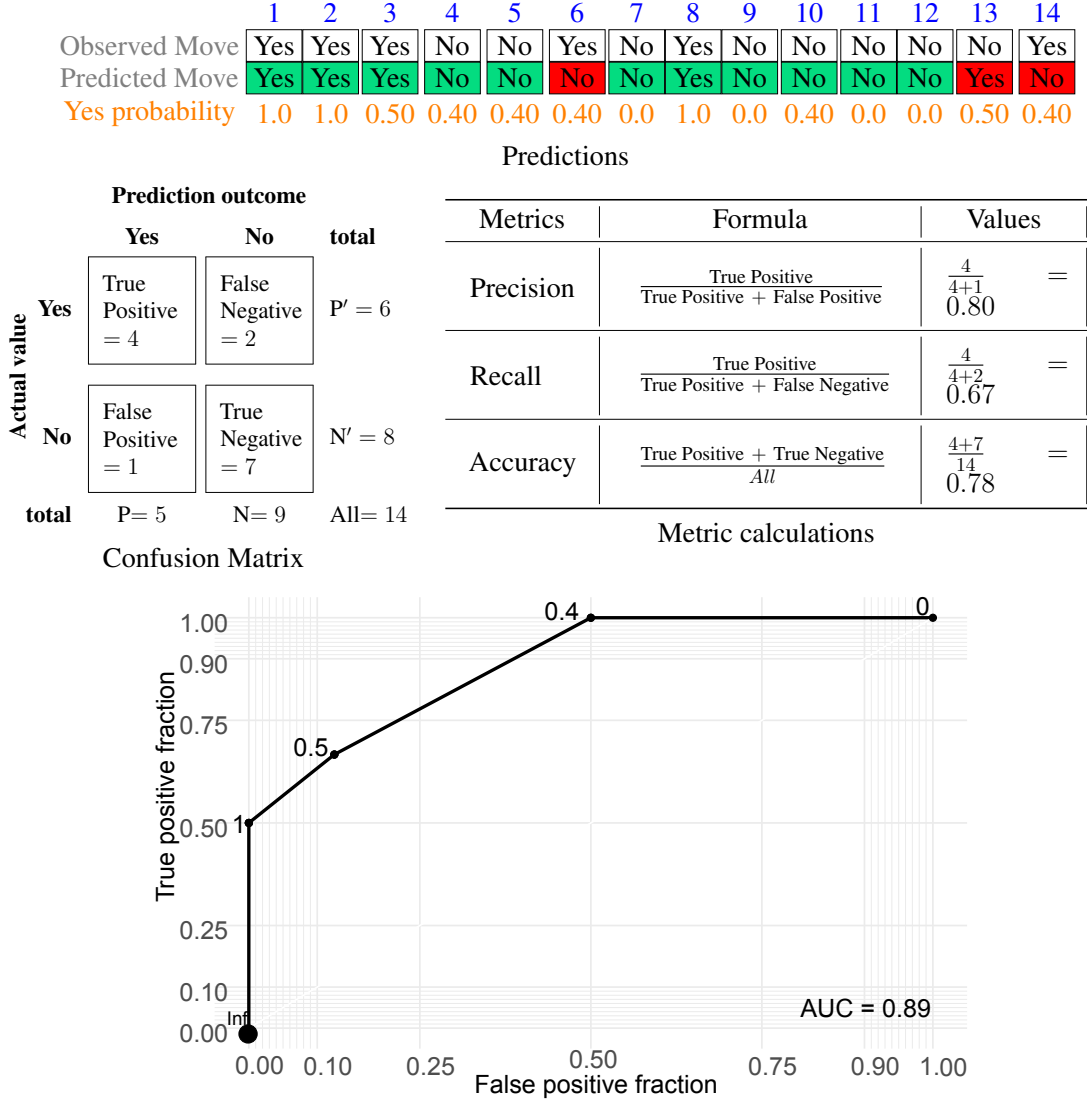 1 2 3 4 5 6 7 8 9 10 11 12 13 14
Observed Move Yes Yes Yes No No Yes No Yes No No No No No Yes
Predicted Move Yes Yes Yes No No No No Yes No No No No Yes No
Yes probability 1.0 1.0 0.50 0.40 0.40 0.40 0.0 1.0 0.0 0.40 0.0 0.0 0.50 0.40
Predictions
Prediction outcome
Yes No total
Actual value
Yes
True
Positive
= 4
False
Negative
= 2
P′ = 6
No
False
Positive
= 1
True
Negative
= 7
N′ = 8
total P= 5 N= 9 All= 14
Confusion Matrix
Metrics Formula Values
Precision
True Positive
True Positive + False Positive
4
4+1
=
0.80
Recall
True Positive
True Positive + False Negative
4
4+2
=
0.67
Accuracy
True Positive + True Negative
All
4+7
14
=
0.78
Metric calculations
True positive fraction
1.00
0.90
0.75
0.50
0.25
0.10
0.00
0.4
0
0.5
1
Inf
AUC = 0.89
0.00 0.10 0.25 0.50 0.75 0.90 1.00
False positive fraction